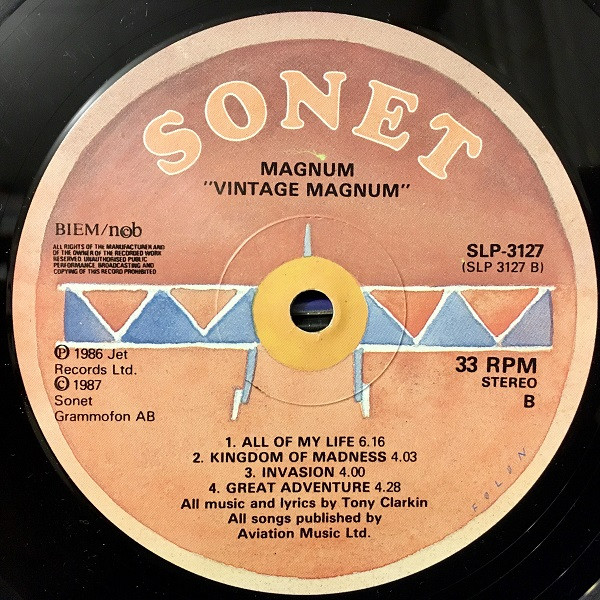 SONET
MAGNUM
"VINTAGE MAGNUM"
BIEM/ncb
ALL RIGHTS OF THE MANUFACTURER AND
OF THE OWNER OF THE RECORDED WORK
RESERVED. UNAUTHORISED PUBLIC
PERFORMANCE BROADCASTING AND
COPYING OF THIS RECORD PROHIBITED
SLP-3127
(SLP 3127 B)
℗ 1986 Jet
Records Ltd.
© 1987
Sonet
Grammofon AB
33 RPM
STEREO
B
1. ALL OF MY LIFE 6.16
2. KINGDOM OF MADNESS 4.03
3. INVASION 4.00
4. GREAT ADVENTURE 4.28
All music and lyrics by Tony Clarkin
All songs published by
Aviation Music Ltd.
FOLON